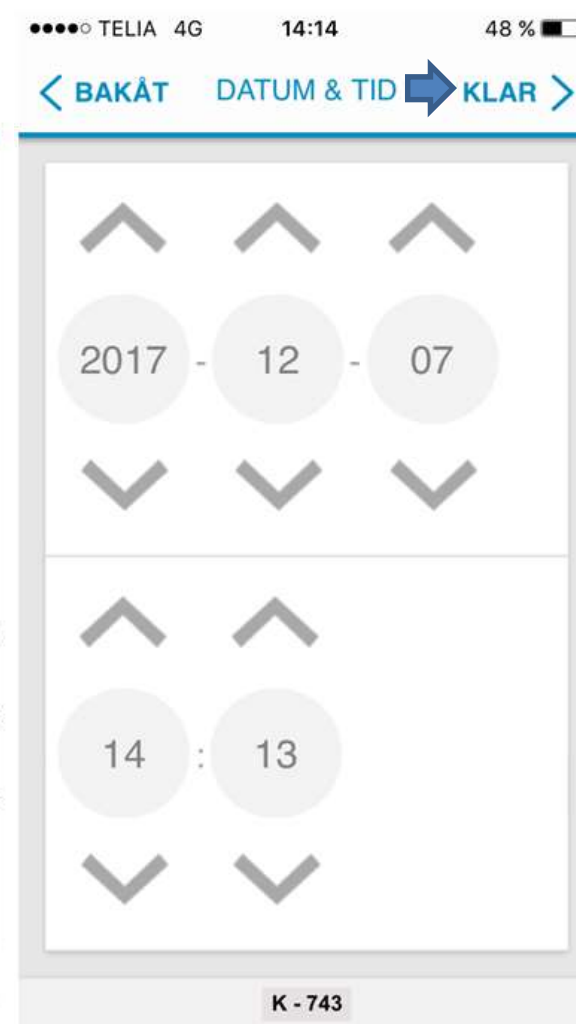 TELIA 4G 14:14 48 %
BAKÅT DATUM & TID KLAR
2017 - 12 - 07
14 : 13
K - 743